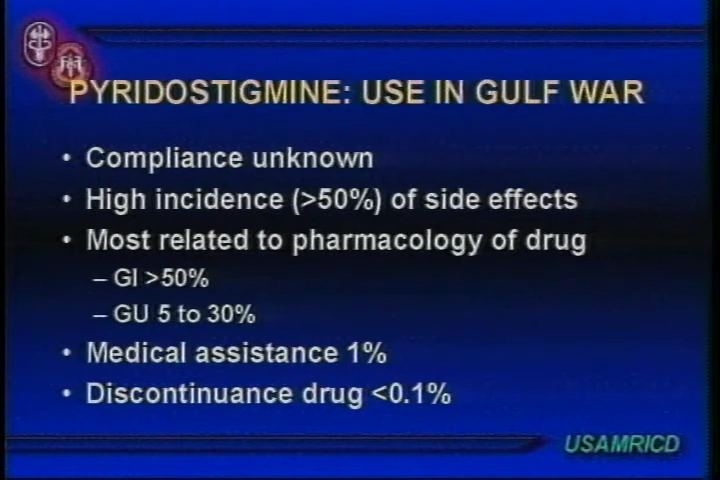 PYRIDOSTIGMINE: USE IN GULF WAR
• Compliance unknown
• High incidence (>50%) of side effects
• Most related to pharmacology of drug
– GI >50%
– GU 5 to 30%
• Medical assistance 1%
• Discontinuance drug <0.1%
USAMRICD